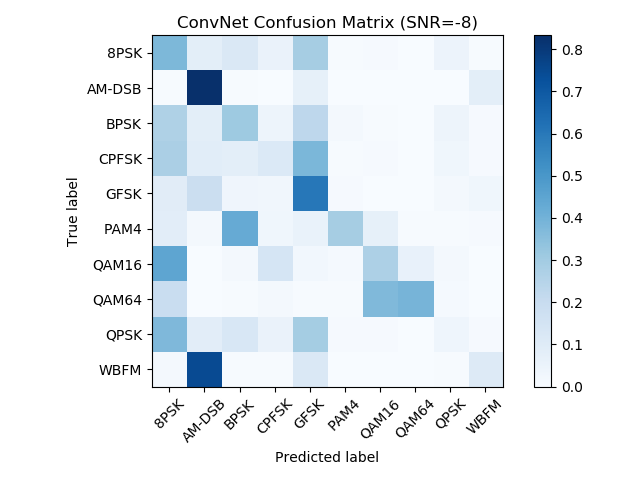 ConvNet Confusion Matrix (SNR=-8)
8PSK
AM-DSB
BPSK
CPFSK
GFSK
PAM4
QAM16
QAM64
QPSK
WBFM
True label
8PSK
AM-DSB
BPSK
CPFSK
GFSK
PAM4
QAM16
QAM64
QPSK
WBFM
Predicted label
0.8
0.7
0.6
0.5
0.4
0.3
0.2
0.1
0.0